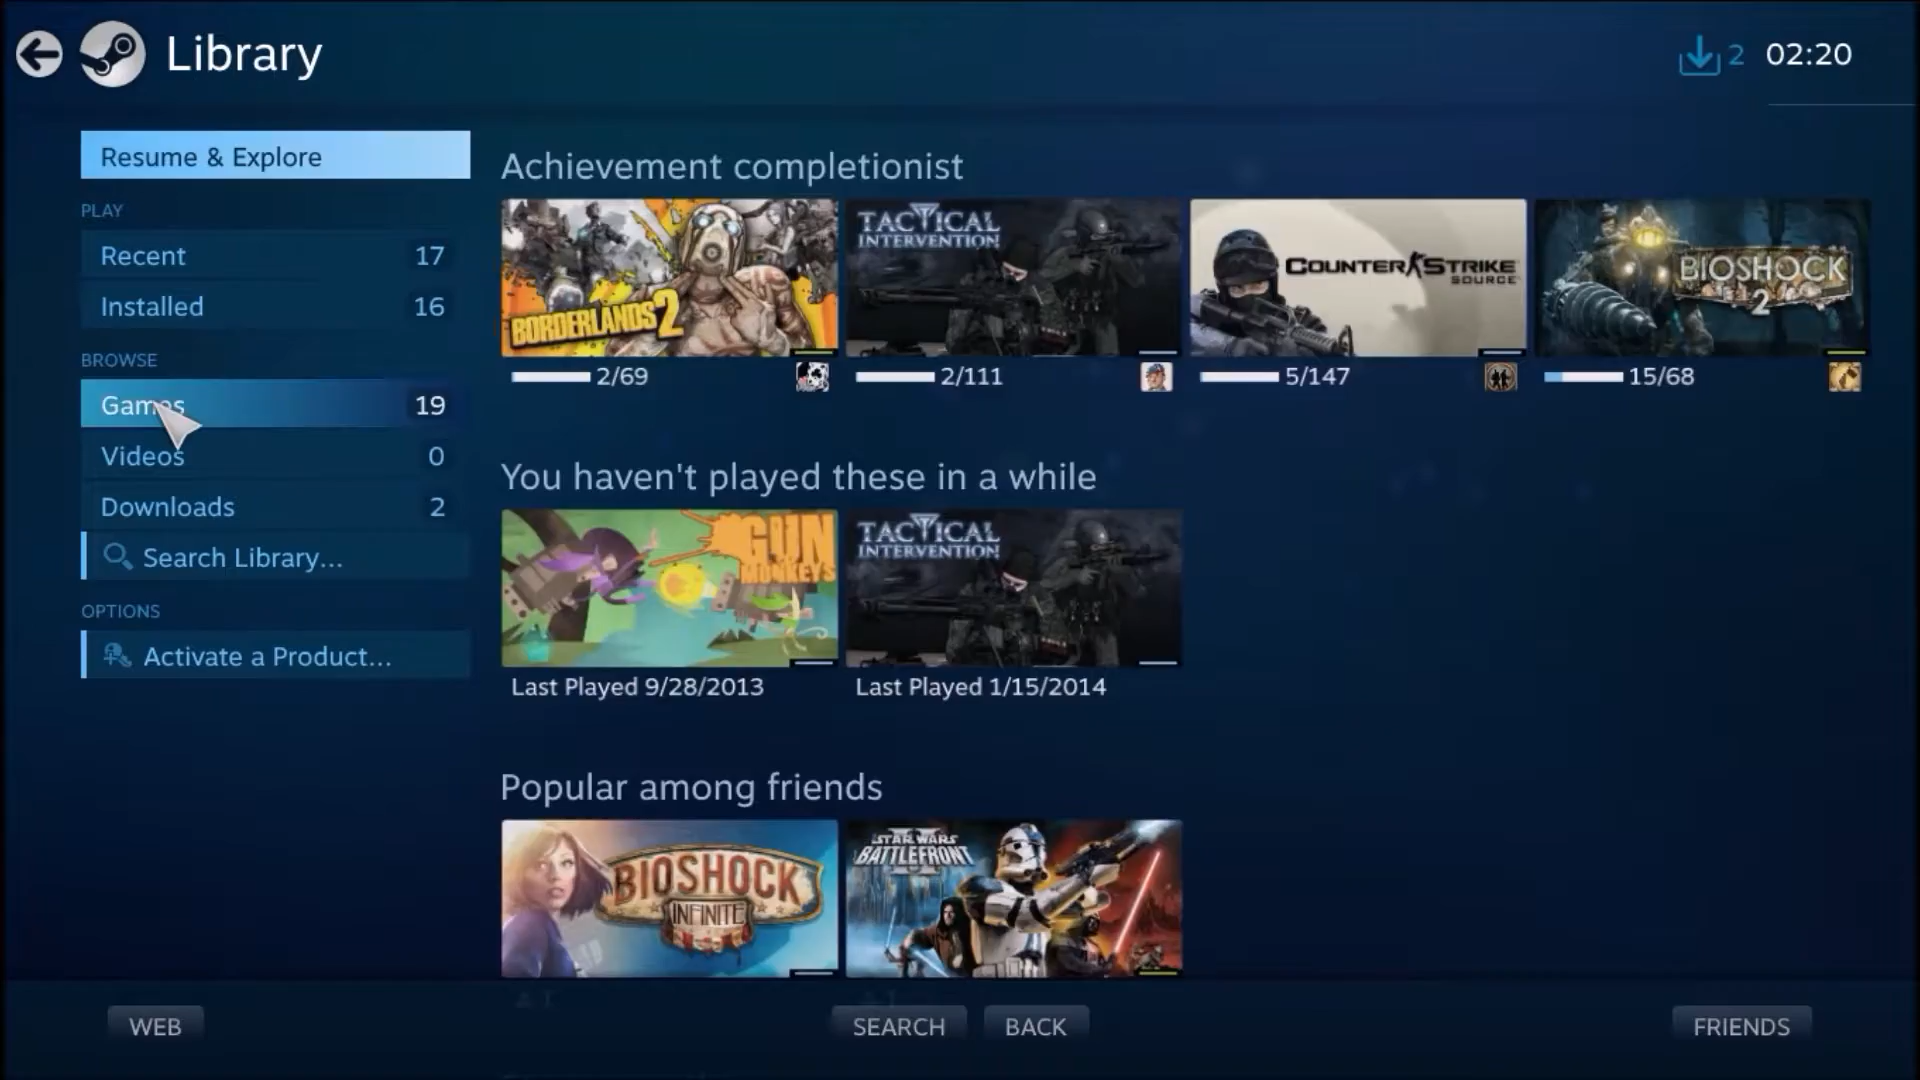 Library
2 02:20
Resume & Explore
PLAY
Recent 17
Installed 16
BROWSE
Games 19
Videos 0
Downloads 2
Search Library...
OPTIONS
Activate a Product...
Achievement completionist
BORDERLANDS 2
TACTICAL
INTERVENTION
COUNTER STRIKE
SOURCE
BIOSHOCK
2
2/69
2/111
5/147
15/68
You haven't played these in a while
GUN
MONKEYS
TACTICAL
INTERVENTION
Last Played 9/28/2013
Last Played 1/15/2014
Popular among friends
BIOSHOCK
INFINITE
STAR WARS
BATTLEFRONT
II
WEB
SEARCH
BACK
FRIENDS